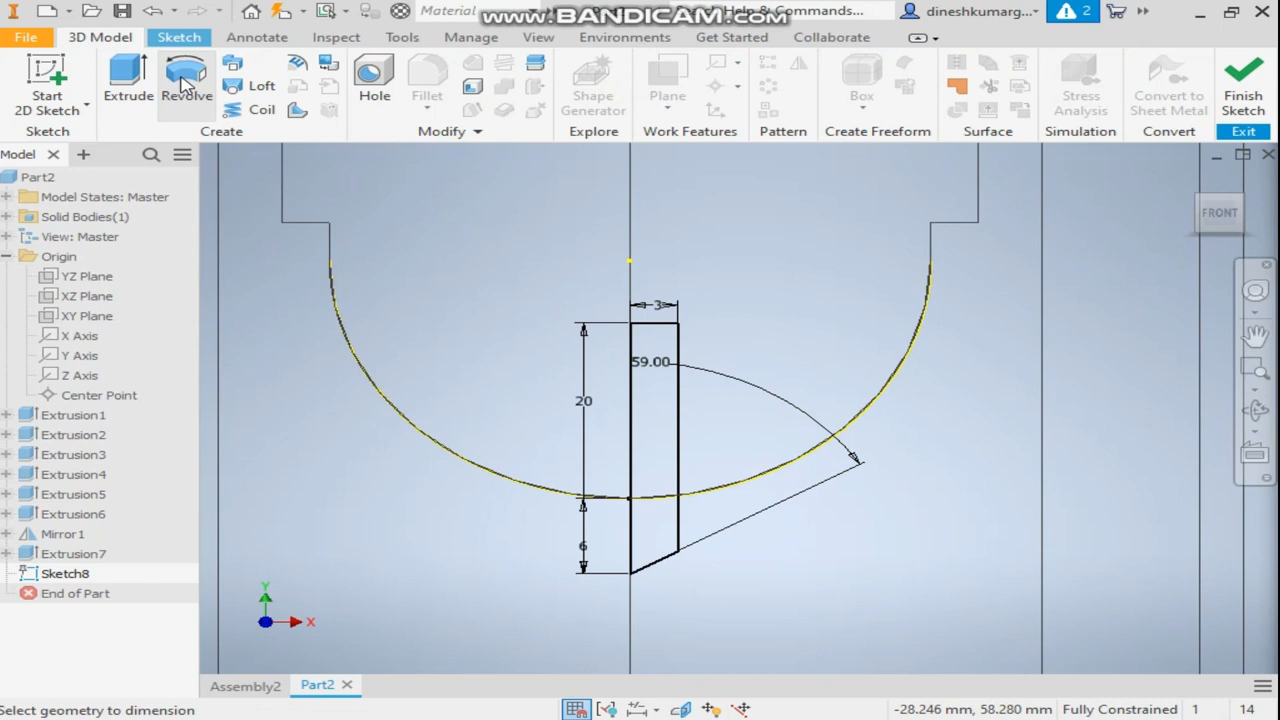 Material
www.BANDICAM.com
Help & Commands...
dineshkumarg...
2
File
3D Model
Sketch
Annotate
Inspect
Tools
Manage
View
Environments
Get Started
Collaborate
Start
2D Sketch
Extrude
Revolve
Loft
Coil
Hole
Fillet
Shape
Generator
Plane
Box
Stress
Analysis
Convert to
Sheet Metal
Finish
Sketch
Sketch
Create
Modify
Explore
Work Features
Pattern
Create Freeform
Surface
Simulation
Convert
Exit
Model
Part2
Model States: Master
Solid Bodies(1)
View: Master
Origin
YZ Plane
XZ Plane
XY Plane
X Axis
Y Axis
Z Axis
Center Point
Extrusion1
Extrusion2
Extrusion3
Extrusion4
Extrusion5
Extrusion6
Mirror1
Extrusion7
Sketch8
End of Part
FRONT
3
59.00
20
6
Y
X
Assembly2
Part2
Select geometry to dimension
-28.246 mm, 58.280 mm
Fully Constrained
1
14